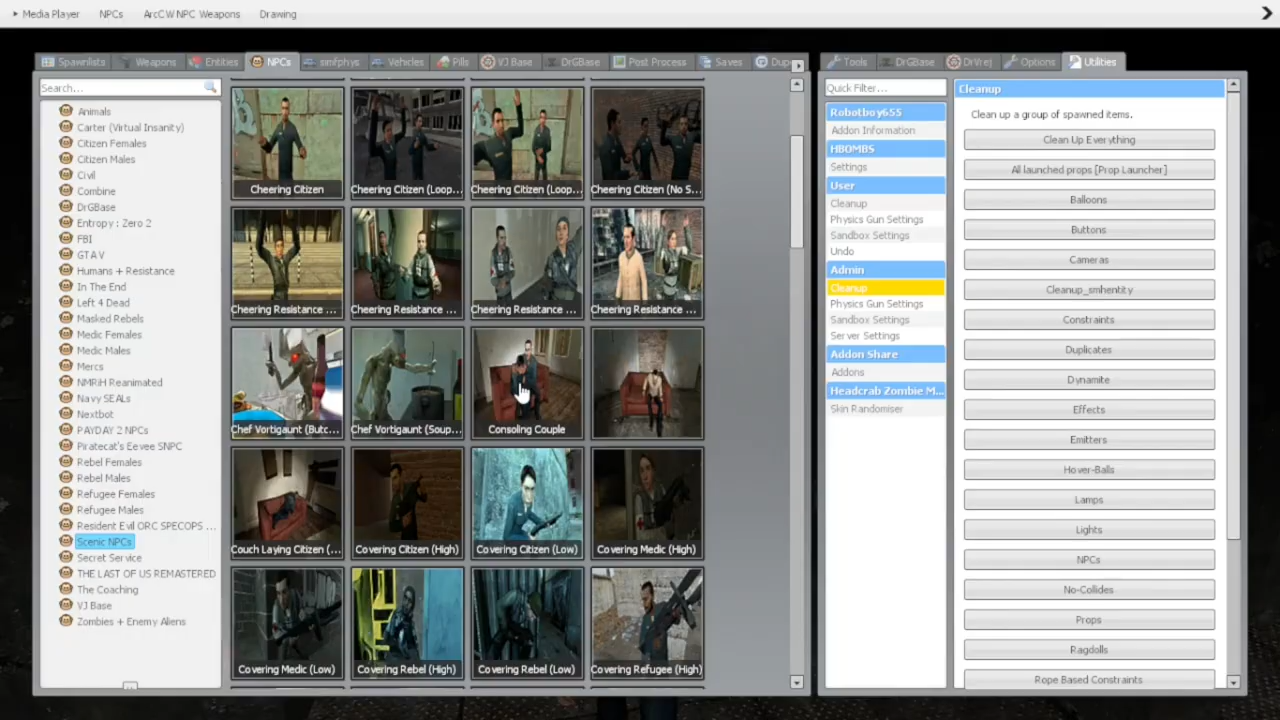 Media Player NPCs ArcCW NPC Weapons Drawing
Spawnlists Weapons Entities NPCs simfphys Vehicles Pills VJ Base DrGBase Post Process Saves Dup
Search...
Animals
Carter (Virtual Insanity)
Citizen Females
Citizen Males
Civil
Combine
DrGBase
Entropy : Zero 2
FBI
GTA V
Humans + Resistance
In The End
Left 4 Dead
Masked Rebels
Medic Females
Medic Males
Mercs
NMRiH Reanimated
Navy SEALs
Nextbot
PAYDAY 2 NPCs
Piratecat's Eevee SNPC
Rebel Females
Rebel Males
Refugee Females
Refugee Males
Resident Evil ORC SPECOPS ...
Scenic NPCs
Secret Service
THE LAST OF US REMASTERED
The Coaching
VJ Base
Zombies + Enemy Aliens
Cheering Citizen
Cheering Citizen (Loop...
Cheering Citizen (Loop...
Cheering Citizen (No S...
Cheering Resistance ...
Cheering Resistance ...
Cheering Resistance ...
Cheering Resistance ...
Chef Vortigaunt (Butc...
Chef Vortigaunt (Soup...
Consoling Couple
Couch Laying Citizen (...
Covering Citizen (High)
Covering Citizen (Low)
Covering Medic (High)
Covering Medic (Low)
Covering Rebel (High)
Covering Rebel (Low)
Covering Refugee (High)
Tools DrGBase DrVrej Options Utilities
Quick Filter...
Robotboy655
Addon Information
HBOMBS
Settings
User
Cleanup
Physics Gun Settings
Sandbox Settings
Undo
Admin
Cleanup
Physics Gun Settings
Sandbox Settings
Server Settings
Addon Share
Addons
Headcrab Zombie M...
Skin Randomiser
Cleanup
Clean up a group of spawned items.
Clean Up Everything
All launched props [Prop Launcher]
Balloons
Buttons
Cameras
Cleanup_smhentity
Constraints
Duplicates
Dynamite
Effects
Emitters
Hover-Balls
Lamps
Lights
NPCs
No-Collides
Props
Ragdolls
Rope Based Constraints